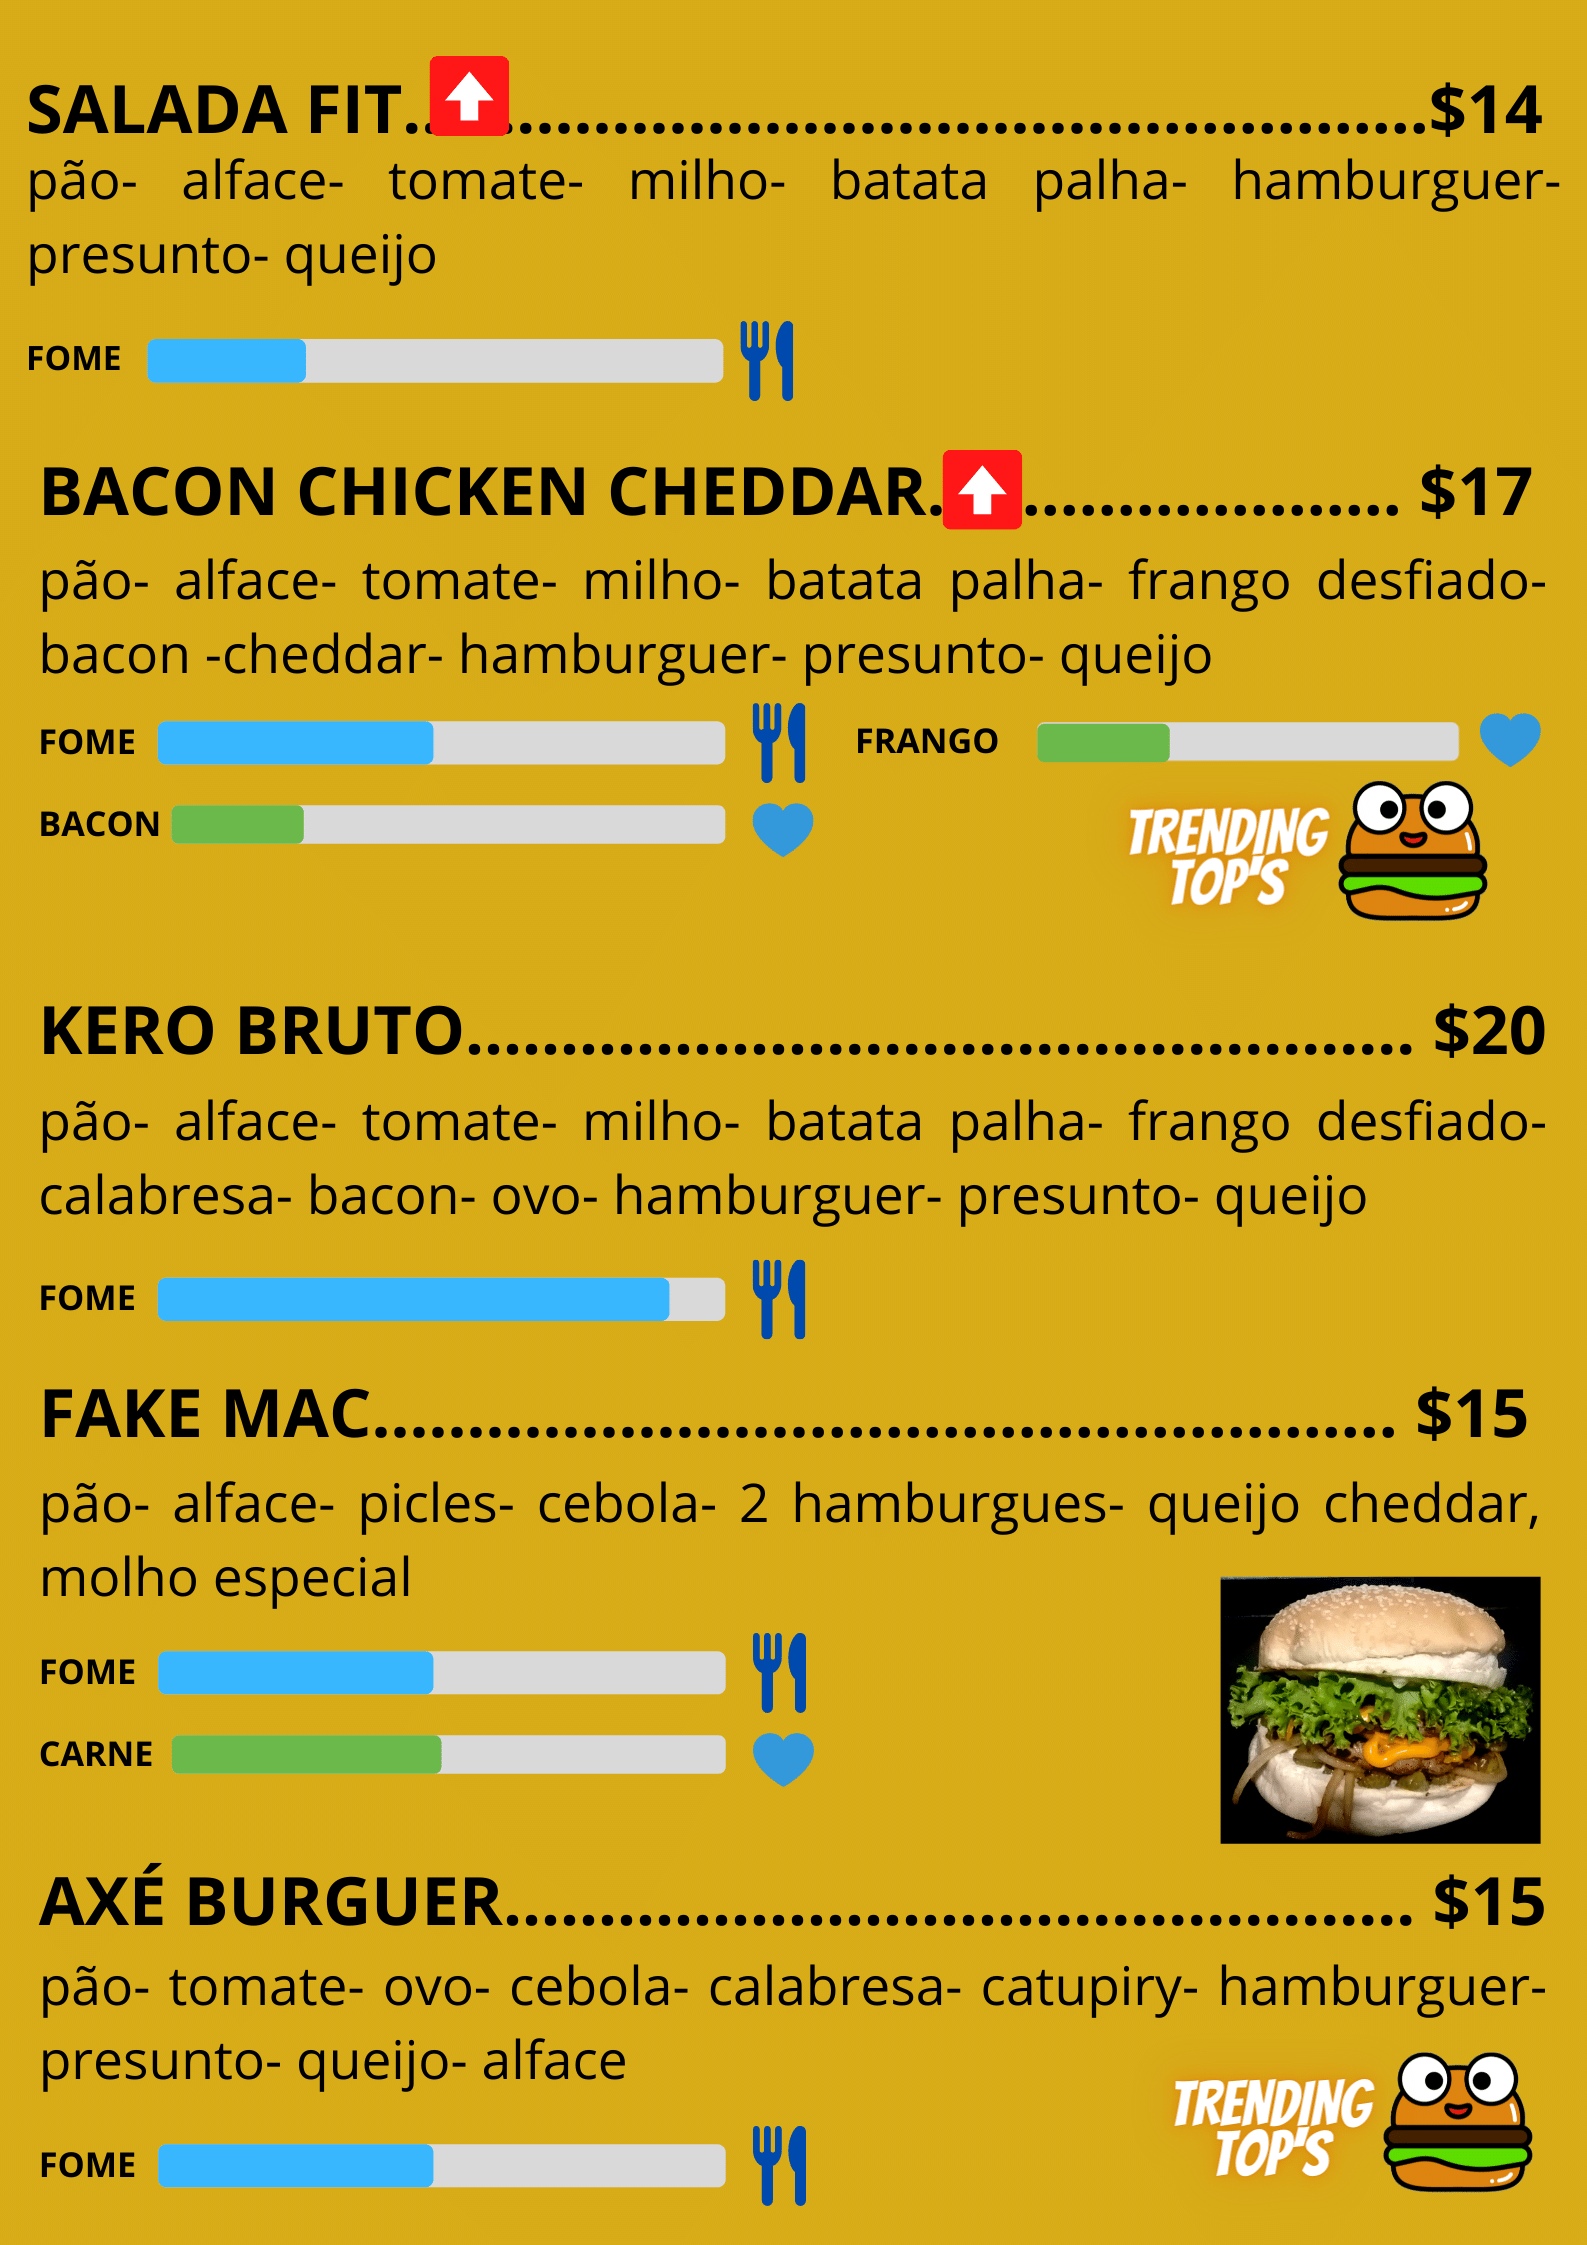 SALADA FIT..................................................$14
pão- alface- tomate- milho- batata palha- hamburguer-
presunto- queijo
FOME
BACON CHICKEN CHEDDAR........................ $17
pão- alface- tomate- milho- batata palha- frango desfiado-
bacon -cheddar- hamburguer- presunto- queijo
FOME
FRANGO
BACON
TRENDING
TOP'S
KERO BRUTO.................................................. $20
pão- alface- tomate- milho- batata palha- frango desfiado-
calabresa- bacon- ovo- hamburguer- presunto- queijo
FOME
FAKE MAC...................................................... $15
pão- alface- picles- cebola- 2 hamburgues- queijo cheddar,
molho especial
FOME
CARNE
AXÉ BURGUER................................................ $15
pão- tomate- ovo- cebola- calabresa- catupiry- hamburguer-
presunto- queijo- alface
TRENDING
TOP'S
FOME